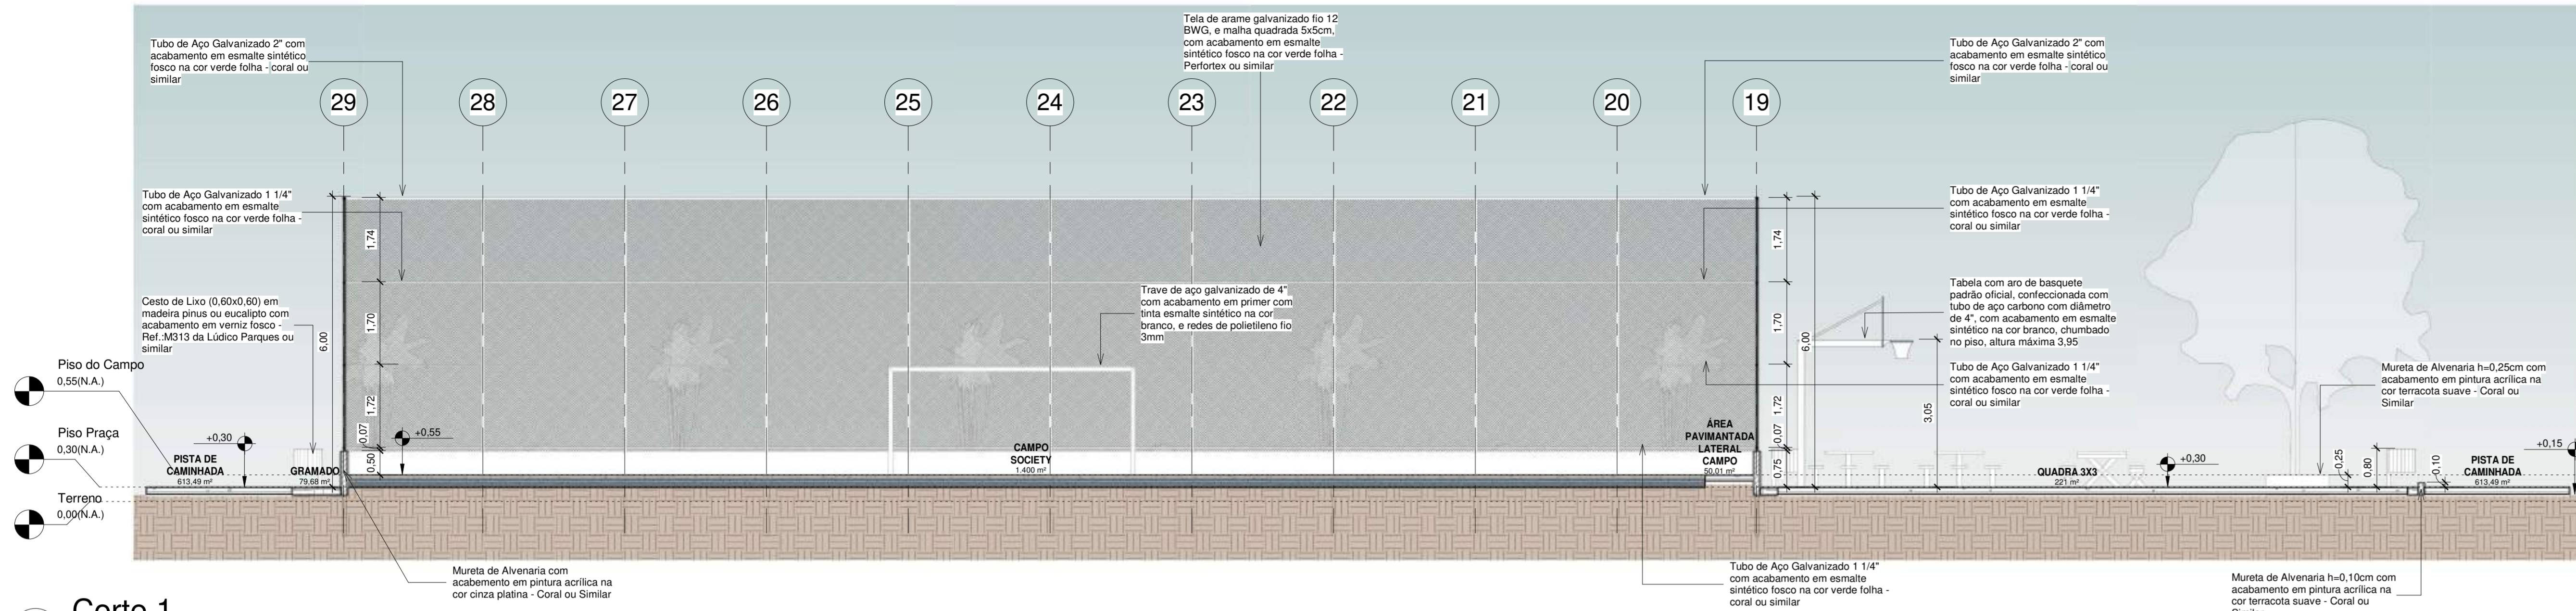 Tubo de Aço Galvanizado 2" com
acabamento em esmalte sintético
fosco na cor verde folha - coral ou
similar
Tela de arame galvanizado fio 12
BWG, e malha quadrada 5x5cm,
com acabamento em esmalte
sintético fosco na cor verde folha -
Perfortex ou similar
Tubo de Aço Galvanizado 2" com
acabamento em esmalte sintético
fosco na cor verde folha - coral ou
similar
29
28
27
26
25
24
23
22
21
20
19
Tubo de Aço Galvanizado 1 1/4"
com acabamento em esmalte
sintético fosco na cor verde folha -
coral ou similar
Tubo de Aço Galvanizado 1 1/4"
com acabamento em esmalte
sintético fosco na cor verde folha -
coral ou similar
Cesto de Lixo (0,60x0,60) em
madeira pinus ou eucalipto com
acabamento em verniz fosco -
Ref.:M313 da Lúdico Parques ou
similar
Trave de aço galvanizado de 4"
com acabamento em primer com
tinta esmalte sintético na cor
branco, e redes de polietileno fio
3mm
Tabela com aro de basquete
padrão oficial, confeccionada com
tubo de aço carbono com diâmetro
de 4", com acabamento em esmalte
sintético na cor branco, chumbado
no piso, altura máxima 3,95
Tubo de Aço Galvanizado 1 1/4"
com acabamento em esmalte
sintético fosco na cor verde folha -
coral ou similar
Mureta de Alvenaria h=0,25cm com
acabamento em pintura acrílica na
cor terracota suave - Coral ou
Similar
6,00
1,74
1,70
1,72
0,07
0,50
1,74
1,70
1,72
0,07
0,75
6,00
3,05
0,25
0,80
0,10
Piso do Campo
0,55(N.A.)
Piso Praça
0,30(N.A.)
Terreno
0,00(N.A.)
+0,30
+0,55
+0,30
+0,15
PISTA DE
CAMINHADA
613,49 m²
GRAMADO
79,68 m²
CAMPO
SOCIETY
1.400 m²
ÁREA
PAVIMANTADA
LATERAL
CAMPO
50,01 m²
QUADRA 3X3
221 m²
PISTA DE
CAMINHADA
613,49 m²
Mureta de Alvenaria com
acabemento em pintura acrílica na
cor cinza platina - Coral ou Similar
Tubo de Aço Galvanizado 1 1/4"
com acabamento em esmalte
sintético fosco na cor verde folha -
coral ou similar
Mureta de Alvenaria h=0,10cm com
acabamento em pintura acrílica na
cor terracota suave - Coral ou
Corte 1